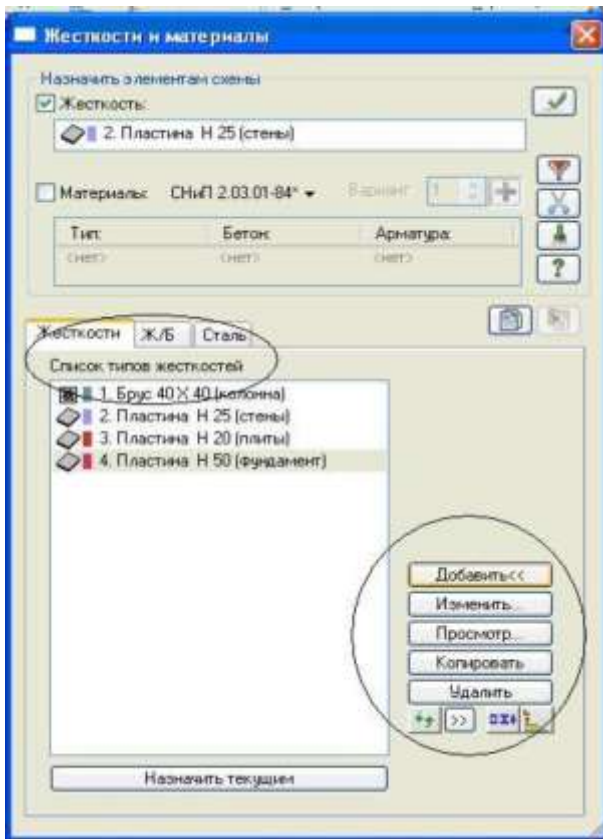 Жесткости и материалы
Назначить элементам схемы
Жесткость:
2. Пластина Н 25 (стены)
Материалы: СНиП 2.03.01-84* Вариант: 1
Тип: Бетон: Арматура:
<нет> <нет> <нет>
?
Жесткости Ж/Б Сталь
Список типов жесткостей
1. Брус 40 X 40 (колонна)
2. Пластина Н 25 (стены)
3. Пластина Н 20 (плиты)
4. Пластина Н 50 (фундамент)
Добавить<<
Изменить...
Просмотр...
Копировать
Удалить
>>
Назначить текущим